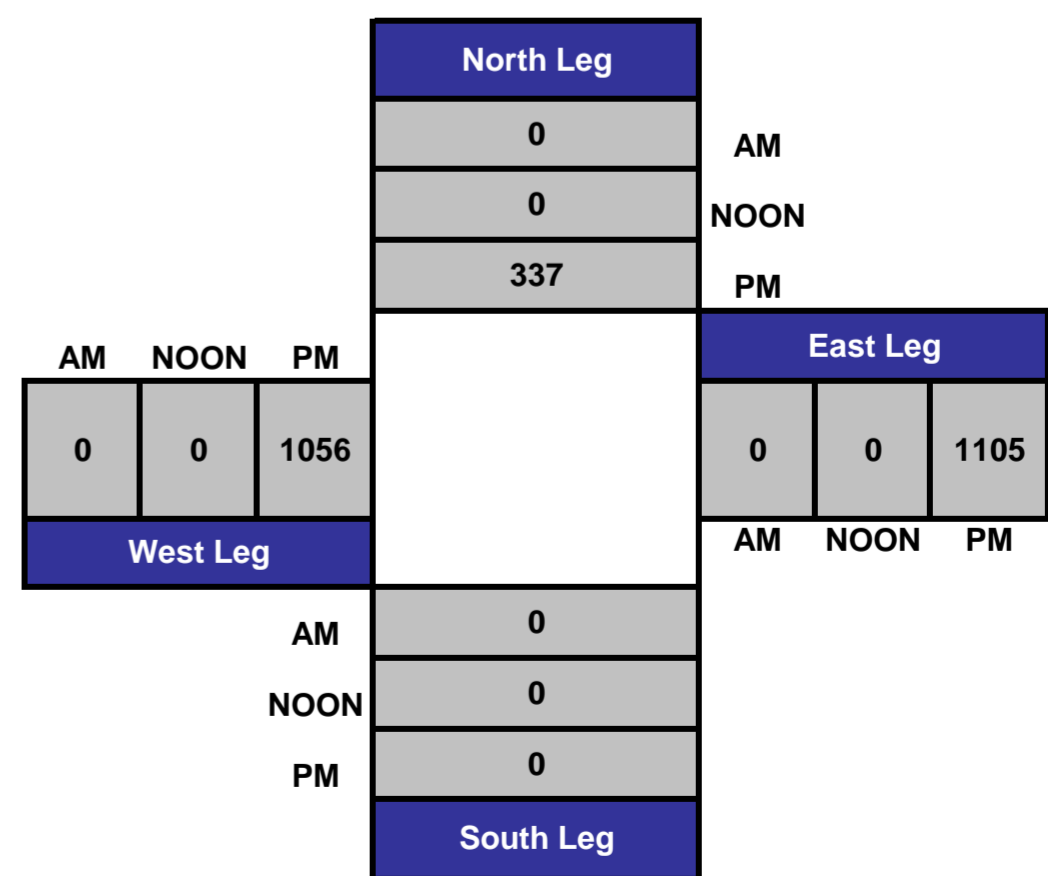 North Leg
0 AM
0 NOON
337 PM
AM NOON PM
East Leg
0 0 1056
0 0 1105
West Leg
AM NOON PM
AM 0
NOON 0
PM 0
South Leg